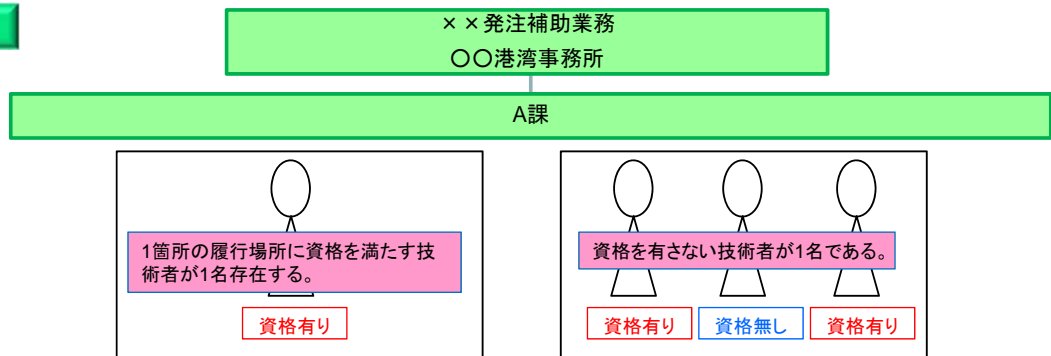 ××発注補助業務
〇〇港湾事務所
A課
1箇所の履行場所に資格を満たす技
術者が1名存在する。
資格を有さない技術者が1名である。
資格有り
資格有り
資格無し
資格有り